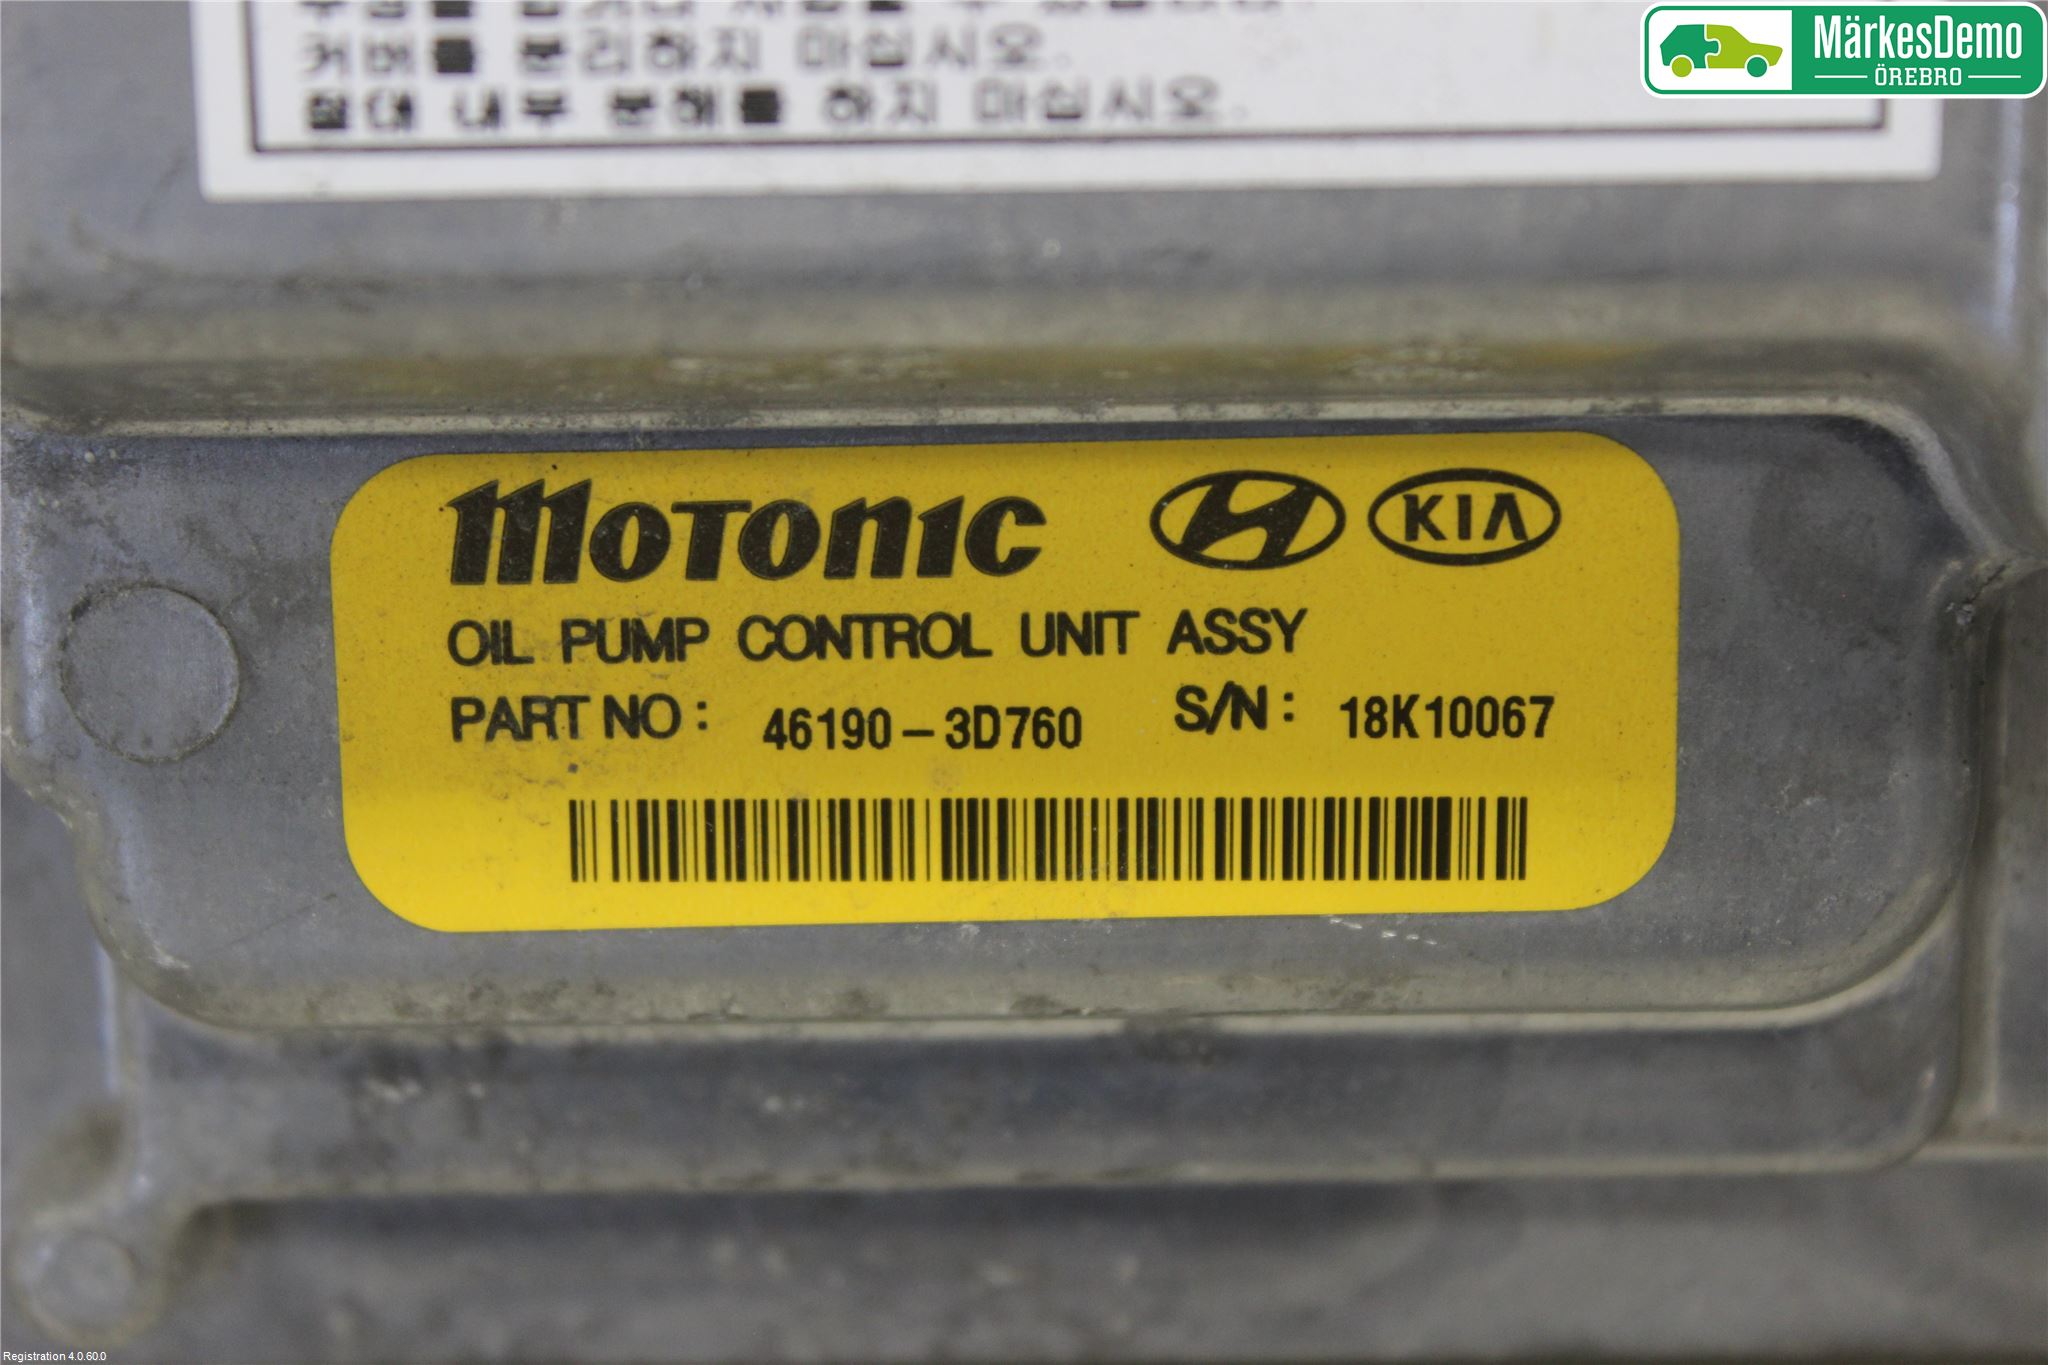 커버를 분리하지 마십시오.
절대 내부 분해를 하지 마십시오.
MärkesDemo
ÖREBRO
MOTONIC
KIA
OIL PUMP CONTROL UNIT ASSY
PART NO: 46190-3D760 S/N: 18K10067
Registration 4.0.60.0